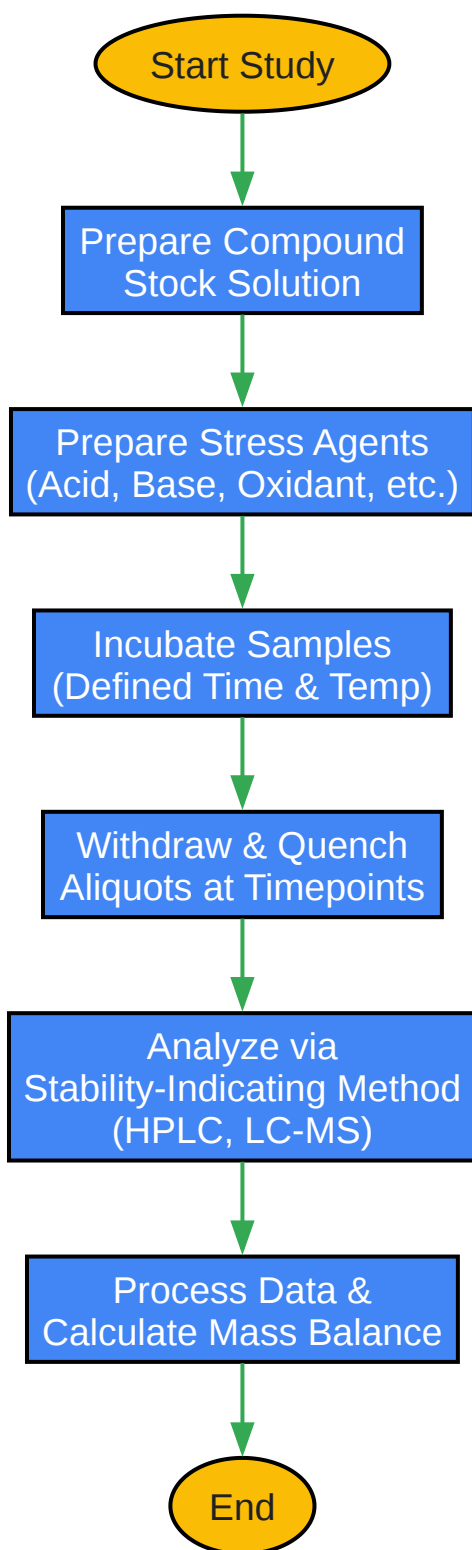 Start Study
Prepare Compound
Stock Solution
Prepare Stress Agents
(Acid, Base, Oxidant, etc.)
Incubate Samples
(Defined Time & Temp)
Withdraw & Quench
Aliquots at Timepoints
Analyze via
Stability-Indicating Method
(HPLC, LC-MS)
Process Data &
Calculate Mass Balance
End